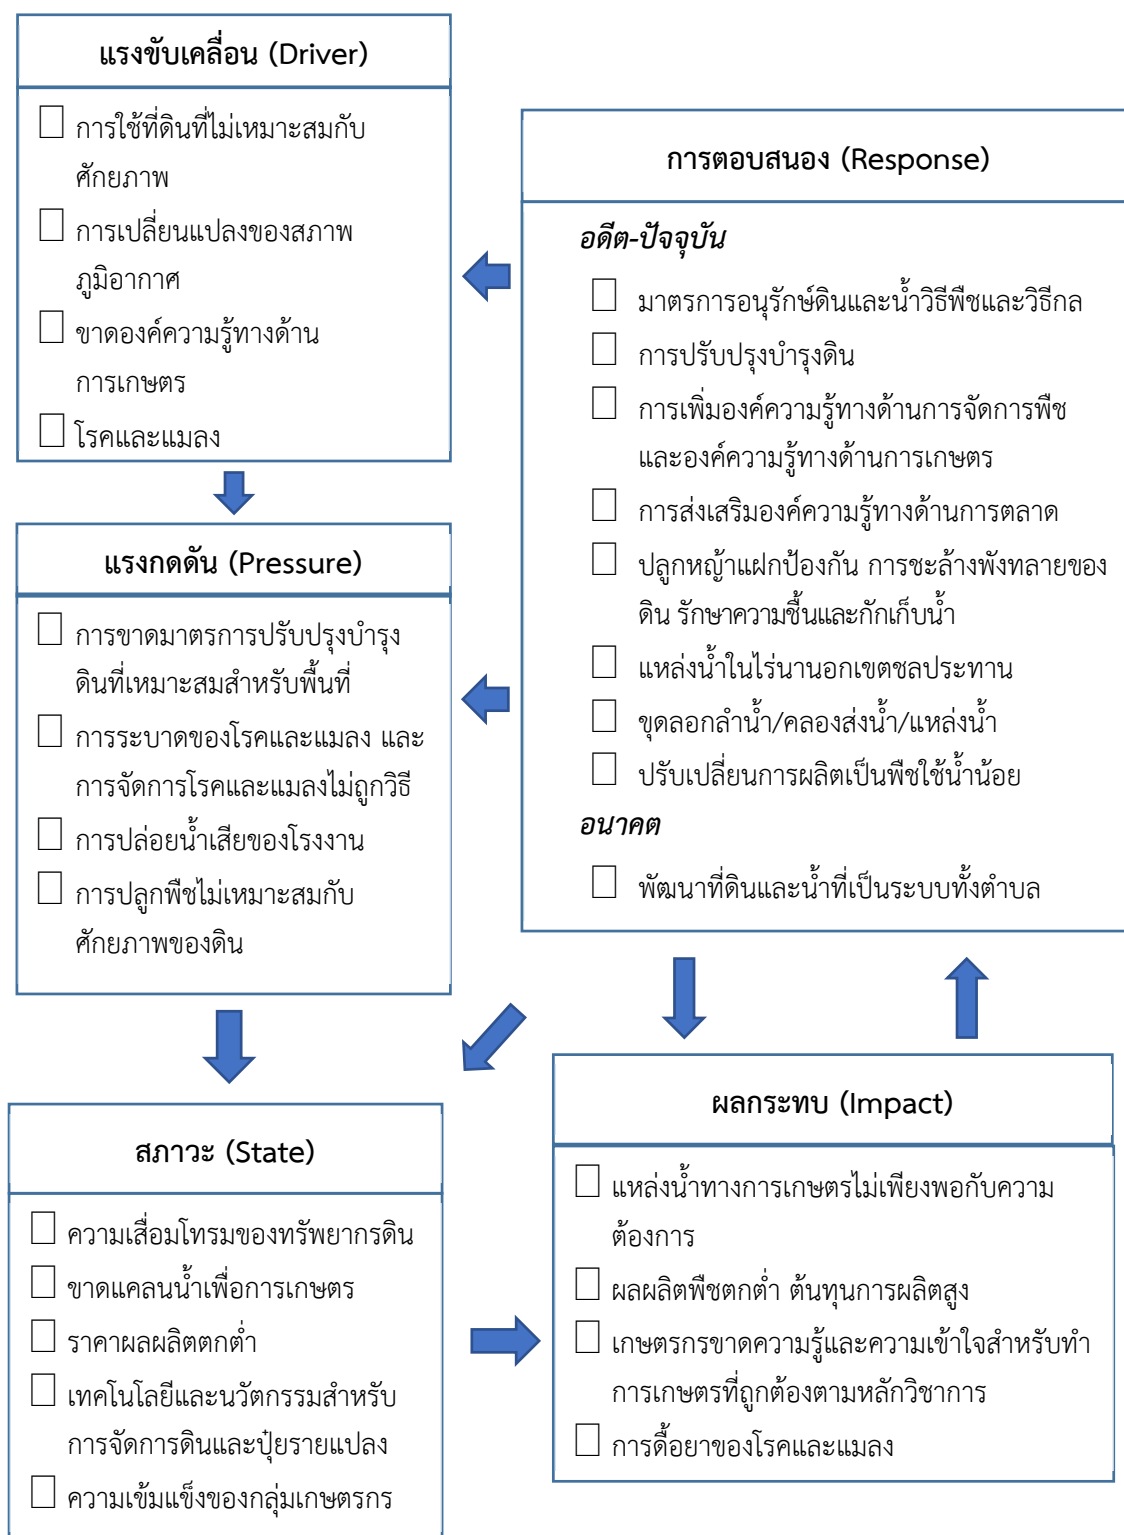 แรงขับเคลื่อน (Driver)
การใช้ที่ดินที่ไม่เหมาะสมกับ
ศักยภาพ
การเปลี่ยนแปลงของสภาพ
ภูมิอากาศ
ขาดองค์ความรู้ทางด้าน
การเกษตร
โรคและแมลง
แรงกดดัน (Pressure)
การขาดมาตรการปรับปรุงบำรุง
ดินที่เหมาะสมสำหรับพื้นที่
การระบาดของโรคและแมลง และ
การจัดการโรคและแมลงไม่ถูกวิธี
การปล่อยน้ำเสียของโรงงาน
การปลูกพืชไม่เหมาะสมกับ
ศักยภาพของดิน
สภาวะ (State)
ความเสื่อมโทรมของทรัพยากรดิน
ขาดแคลนน้ำเพื่อการเกษตร
ราคาผลผลิตตกต่ำ
เทคโนโลยีและนวัตกรรมสำหรับ
การจัดการดินและปุ๋ยรายแปลง
ความเข้มแข็งของกลุ่มเกษตรกร
การตอบสนอง (Response)
อดีต-ปัจจุบัน
มาตรการอนุรักษ์ดินและน้ำวิธีพืชและวิธีกล
การปรับปรุงบำรุงดิน
การเพิ่มองค์ความรู้ทางด้านการจัดการพืช
และองค์ความรู้ทางด้านการเกษตร
การส่งเสริมองค์ความรู้ทางด้านการตลาด
ปลูกหญ้าแฝกป้องกัน การชะล้างพังทลายของ
ดิน รักษาความชื้นและกักเก็บน้ำ
แหล่งน้ำในไร่นานอกเขตชลประทาน
ขุดลอกลำน้ำ/คลองส่งน้ำ/แหล่งน้ำ
ปรับเปลี่ยนการผลิตเป็นพืชใช้น้ำน้อย
อนาคต
พัฒนาที่ดินและน้ำที่เป็นระบบทั้งตำบล
ผลกระทบ (Impact)
แหล่งน้ำทางการเกษตรไม่เพียงพอกับความ
ต้องการ
ผลผลิตพืชตกต่ำ ต้นทุนการผลิตสูง
เกษตรกรขาดความรู้และความเข้าใจสำหรับทำ
การเกษตรที่ถูกต้องตามหลักวิชาการ
การดื้อยาของโรคและแมลง